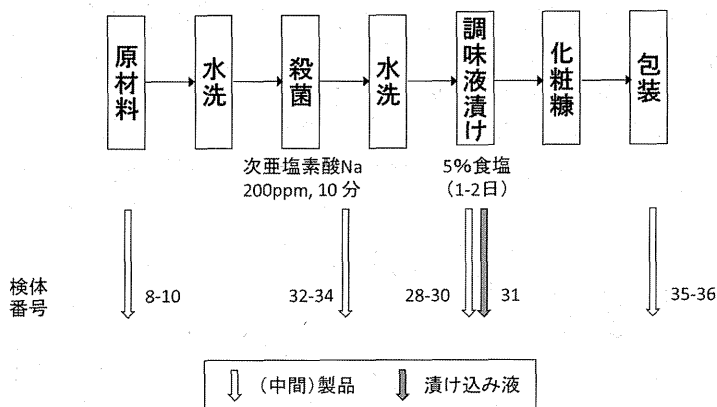 原材料
水洗
殺菌
水洗
調味液漬け
化粧糠
包装
次亜塩素酸Na
200ppm, 10 分
5%食塩
(1-2日)
検体
番号
8-10
32-34
28-30
31
35-36
(中間)製品
漬け込み液